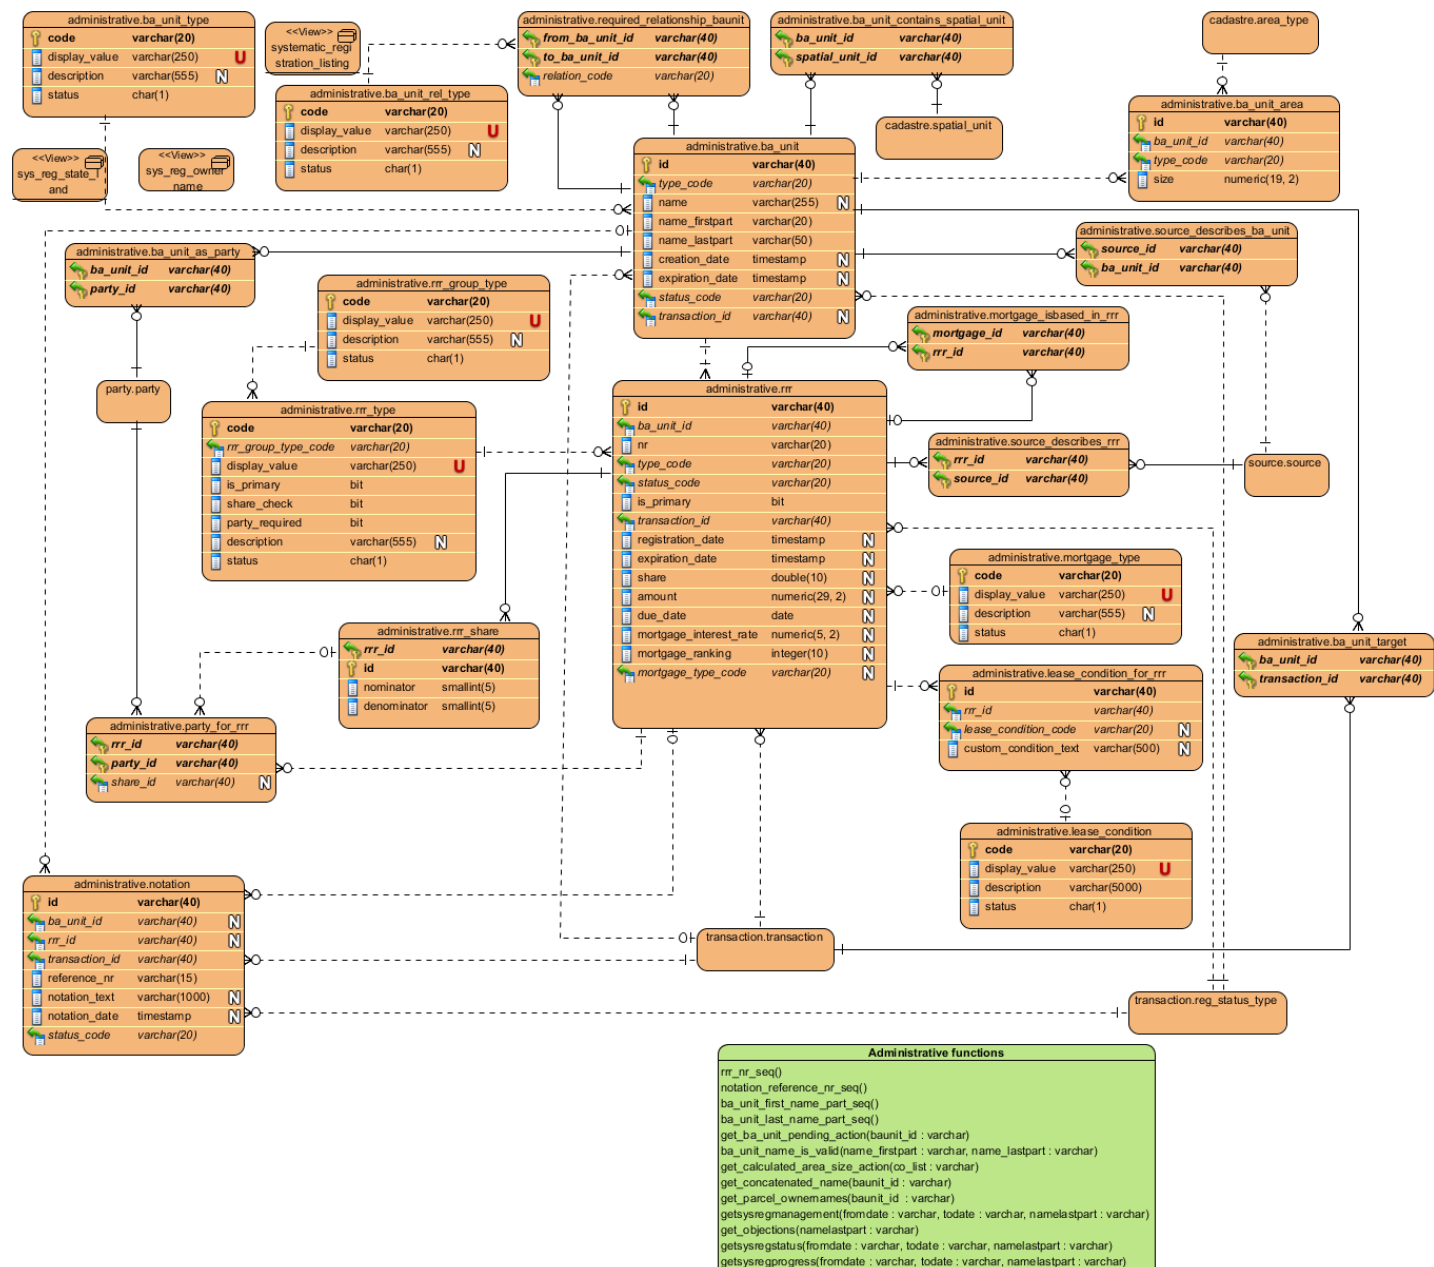 administrative.ba_unit_type
code varchar(20)
display_value varchar(250) U
description varchar(555) N
status char(1)
<<View>>
systematic_regi
stration_listing
administrative.required_relationship_baunit
from_ba_unit_id varchar(40)
to_ba_unit_id varchar(40)
relation_code varchar(20)
administrative.ba_unit_contains_spatial_unit
ba_unit_id varchar(40)
spatial_unit_id varchar(40)
cadastre.area_type
administrative.ba_unit_rel_type
code varchar(20)
display_value varchar(250) U
description varchar(555) N
status char(1)
cadastre.spatial_unit
administrative.ba_unit_area
id varchar(40)
ba_unit_id varchar(40)
type_code varchar(20)
size numeric(19, 2)
<<View>>
sys_reg_state_l
and
<<View>>
sys_reg_owner
name
administrative.ba_unit
id varchar(40)
type_code varchar(20)
name varchar(255) N
name_firstpart varchar(20)
name_lastpart varchar(50)
creation_date timestamp N
expiration_date timestamp N
status_code varchar(20)
transaction_id varchar(40) N
administrative.ba_unit_as_party
ba_unit_id varchar(40)
party_id varchar(40)
administrative.source_describes_ba_unit
source_id varchar(40)
ba_unit_id varchar(40)
administrative.rrr_group_type
code varchar(20)
display_value varchar(250) U
description varchar(555) N
status char(1)
administrative.mortgage_isbased_in_rrr
mortgage_id varchar(40)
rrr_id varchar(40)
party.party
administrative.rrr_type
code varchar(20)
rrr_group_type_code varchar(20)
display_value varchar(250) U
is_primary bit
share_check bit
party_required bit
description varchar(555) N
status char(1)
administrative.rrr
id varchar(40)
ba_unit_id varchar(40)
nr varchar(20)
type_code varchar(20)
status_code varchar(20)
is_primary bit
transaction_id varchar(40)
registration_date timestamp N
expiration_date timestamp N
share double(10) N
amount numeric(29, 2) N
due_date date N
mortgage_interest_rate numeric(5, 2) N
mortgage_ranking integer(10) N
mortgage_type_code varchar(20) N
administrative.source_describes_rrr
rrr_id varchar(40)
source_id varchar(40)
source.source
administrative.mortgage_type
code varchar(20)
display_value varchar(250) U
description varchar(555) N
status char(1)
administrative.rrr_share
rrr_id varchar(40)
id varchar(40)
nominator smallint(5)
denominator smallint(5)
administrative.ba_unit_target
ba_unit_id varchar(40)
transaction_id varchar(40)
administrative.lease_condition_for_rrr
id varchar(40)
rrr_id varchar(40)
lease_condition_code varchar(20) N
custom_condition_text varchar(500) N
administrative.party_for_rrr
rrr_id varchar(40)
party_id varchar(40)
share_id varchar(40) N
administrative.lease_condition
code varchar(20)
display_value varchar(250) U
description varchar(5000)
status char(1)
administrative.notation
id varchar(40)
ba_unit_id varchar(40) N
rrr_id varchar(40) N
transaction_id varchar(40)
reference_nr varchar(15)
notation_text varchar(1000) N
notation_date timestamp N
status_code varchar(20)
transaction.transaction
transaction.reg_status_type
Administrative functions
rrr_nr_seq()
notation_reference_nr_seq()
ba_unit_first_name_part_seq()
ba_unit_last_name_part_seq()
get_ba_unit_pending_action(baunit_id : varchar)
ba_unit_name_is_valid(name_firstpart : varchar, name_lastpart : varchar)
get_calculated_area_size_action(co_list : varchar)
get_concatenated_name(baunit_id : varchar)
get_parcel_ownernames(baunit_id : varchar)
getsysregmanagement(fromdate : varchar, todate : varchar, namelastpart : varchar)
get_objections(namelastpart : varchar)
getsysregstatus(fromdate : varchar, todate : varchar, namelastpart : varchar)
getsysregprogress(fromdate : varchar, todate : varchar, namelastpart : varchar)